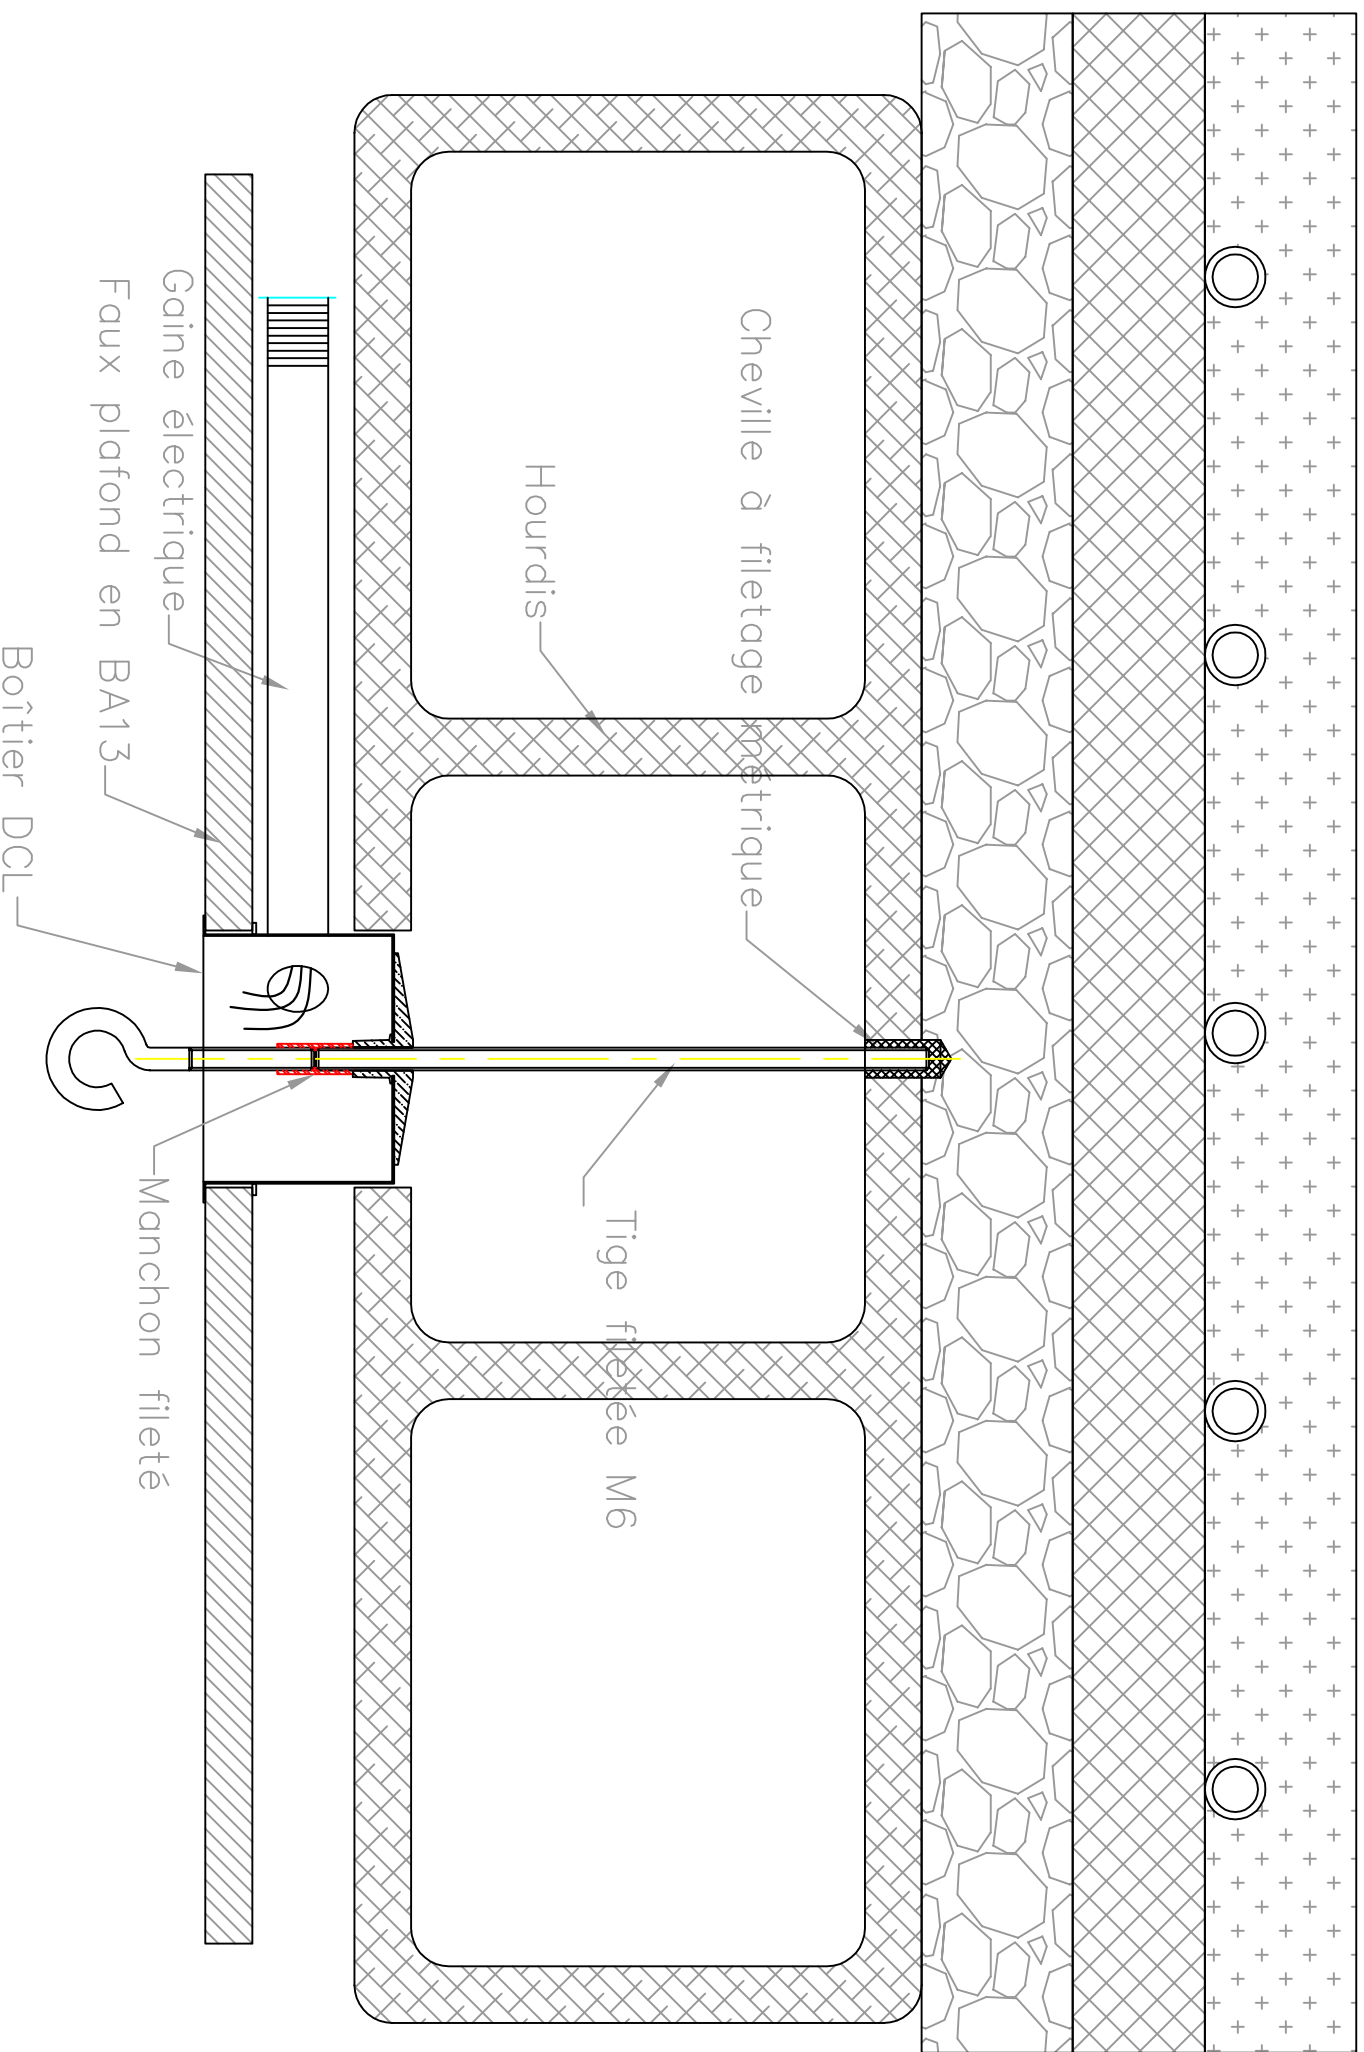 Cheville à filetage métrique
Hourdis
Tige filetée M6
Gaine électrique
Faux plafond en BA13
Manchon fileté
Boîtier DCL